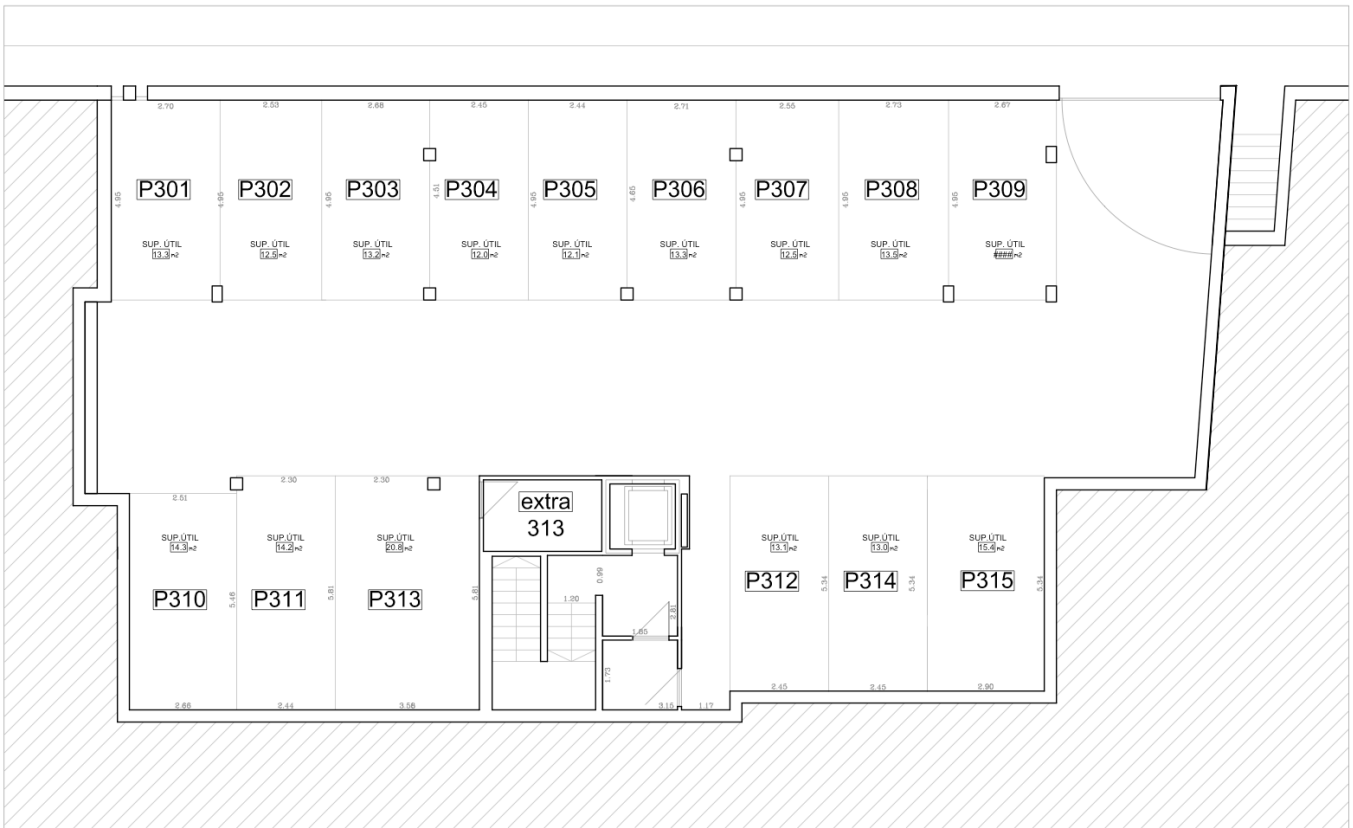 2.70 2.53 2.68 2.45 2.44 2.71 2.55 2.73 2.67
P301 P302 P303 P304 P305 P306 P307 P308 P309
4.95 4.95 4.95 4.51 4.95 4.65 4.95 4.95 4.95
SUP. ÚTIL SUP. ÚTIL SUP. ÚTIL SUP. ÚTIL SUP. ÚTIL SUP. ÚTIL SUP. ÚTIL SUP. ÚTIL SUP. ÚTIL
13.3 m2 12.5 m2 13.2 m2 12.0 m2 12.1 m2 13.3 m2 12.5 m2 13.5 m2 #### m2
2.51 2.30 2.30
extra
313
SUP.ÚTIL SUP.ÚTIL SUP.ÚTIL SUP.ÚTIL SUP.ÚTIL SUP.ÚTIL
14.3 m2 14.2 m2 20.8 m2 13.1 m2 13.0 m2 15.4 m2
P312 P314 P315
5.34 5.34 5.34
P310 P311 P313
5.46 5.81 5.81
0.99
1.20
2.81
1.85
1.73
2.45 2.45 2.90
2.66 2.44 3.56 3.15 1.17